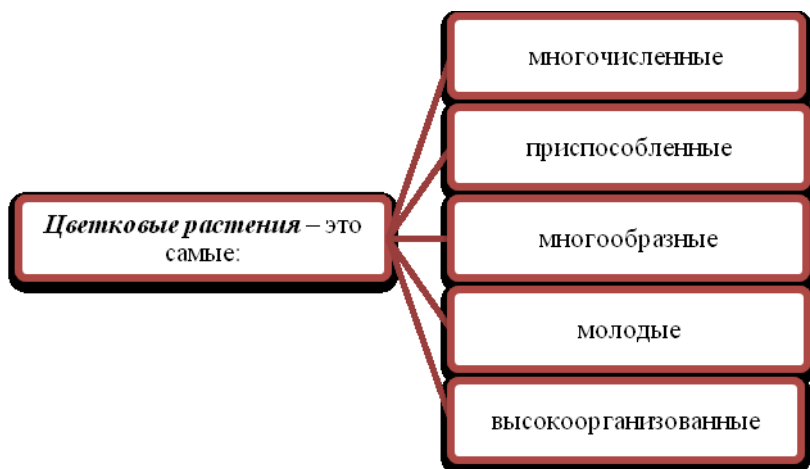 Цветковые растения – это
самые:
многочисленные
приспособленные
многообразные
молодые
высокоорганизованные